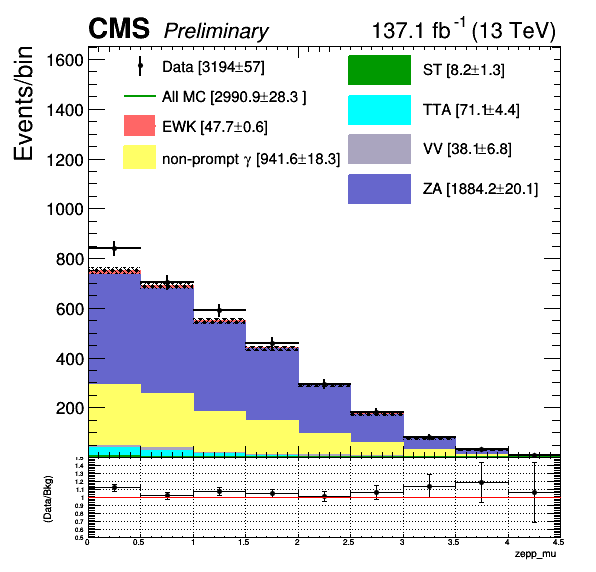 CMS Preliminary 137.1 fb⁻¹ (13 TeV)
Events/bin
1600
1400
1200
1000
800
600
400
200
Data [3194±57]
All MC [2990.9±28.3 ]
EWK [47.7±0.6]
non-prompt γ [941.6±18.3]
ST [8.2±1.3]
TTA [71.1±4.4]
VV [38.1±6.8]
ZA [1884.2±20.1]
(Data/Bkg)
1.5
1.4
1.3
1.2
1.1
1
0.9
0.8
0.7
0.6
0.5
0 0.5 1 1.5 2 2.5 3 3.5 4 4.5
zepp_mu